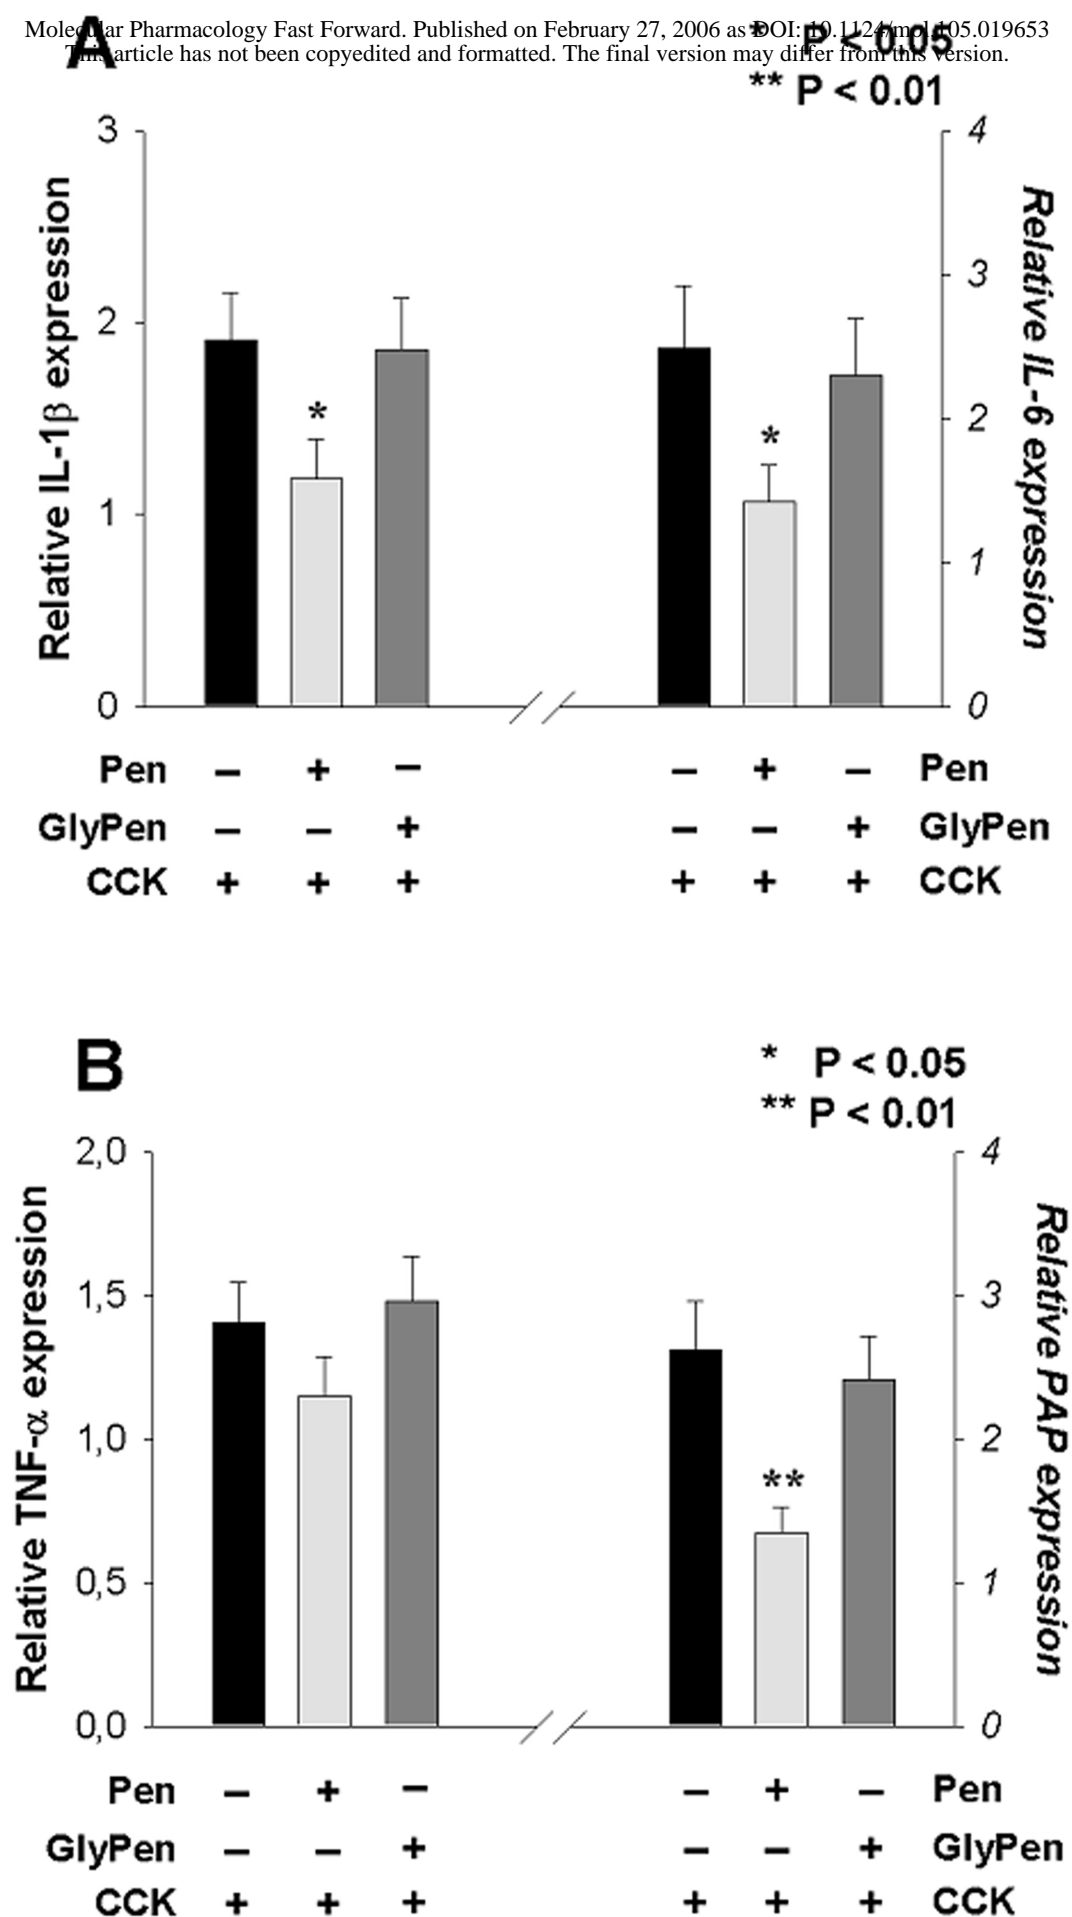 Molecular Pharmacology Fast Forward. Published on February 27, 2006 as DOI: 10.1124/mol.105.019653
This article has not been copyedited and formatted. The final version may differ from this version.
A
* P < 0.05
** P < 0.01
Relative IL-1β expression
3
2
1
0
4
3
2
1
0
Relative IL-6 expression
*
*
Pen – + – – + – Pen
GlyPen – – + – – + GlyPen
CCK + + + + + + CCK
B
* P < 0.05
** P < 0.01
Relative TNF-α expression
2,0
1,5
1,0
0,5
0,0
4
3
2
1
0
Relative PAP expression
**
Pen – + – – + – Pen
GlyPen – – + – – + GlyPen
CCK + + + + + + CCK